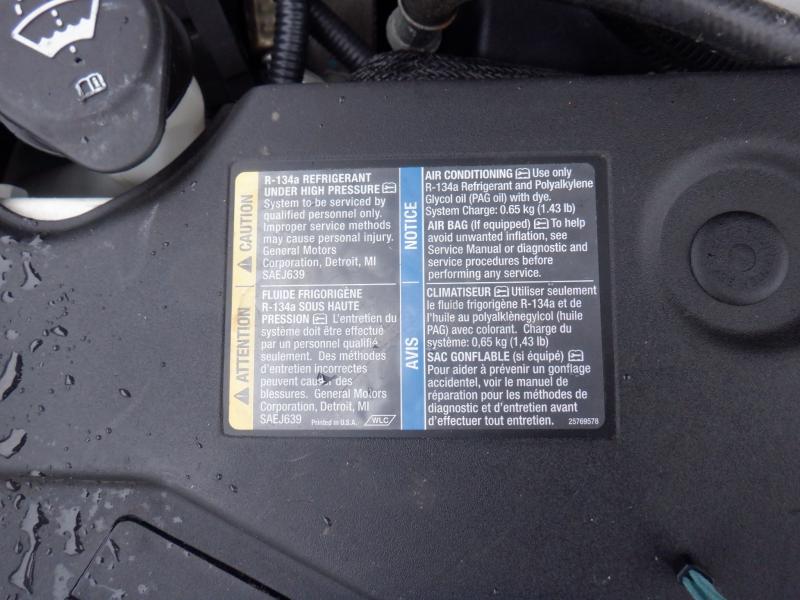 CAUTION
R-134a REFRIGERANT
UNDER HIGH PRESSURE
System to be serviced by
qualified personnel only.
Improper service methods
may cause personal injury.
General Motors
Corporation, Detroit, MI
SAEJ639
NOTICE
AIR CONDITIONING Use only
R-134a Refrigerant and Polyalkylene
Glycol oil (PAG oil) with dye.
System Charge: 0.65 kg (1.43 lb)
AIR BAG (If equipped) To help
avoid unwanted inflation, see
Service Manual or diagnostic and
service procedures before
performing any service.
ATTENTION
FLUIDE FRIGORIGÈNE
R-134a SOUS HAUTE
PRESSION L'entretien du
système doit être effectué
par un personnel qualifié
seulement. Des méthodes
d'entretien incorrectes
peuvent causer des
blessures. General Motors
Corporation, Detroit, MI
SAEJ639
Printed in U.S.A.
WLC
AVIS
CLIMATISEUR Utiliser seulement
le fluide frigorigène R-134a et de
l'huile au polyalklènegylcol (huile
PAG) avec colorant. Charge du
système: 0,65 kg (1,43 lb)
SAC GONFLABLE (si équipé)
Pour aider à prévenir un gonflage
accidentel, voir le manuel de
réparation pour les méthodes de
diagnostic et d'entretien avant
d'effectuer tout entretien.
25769578